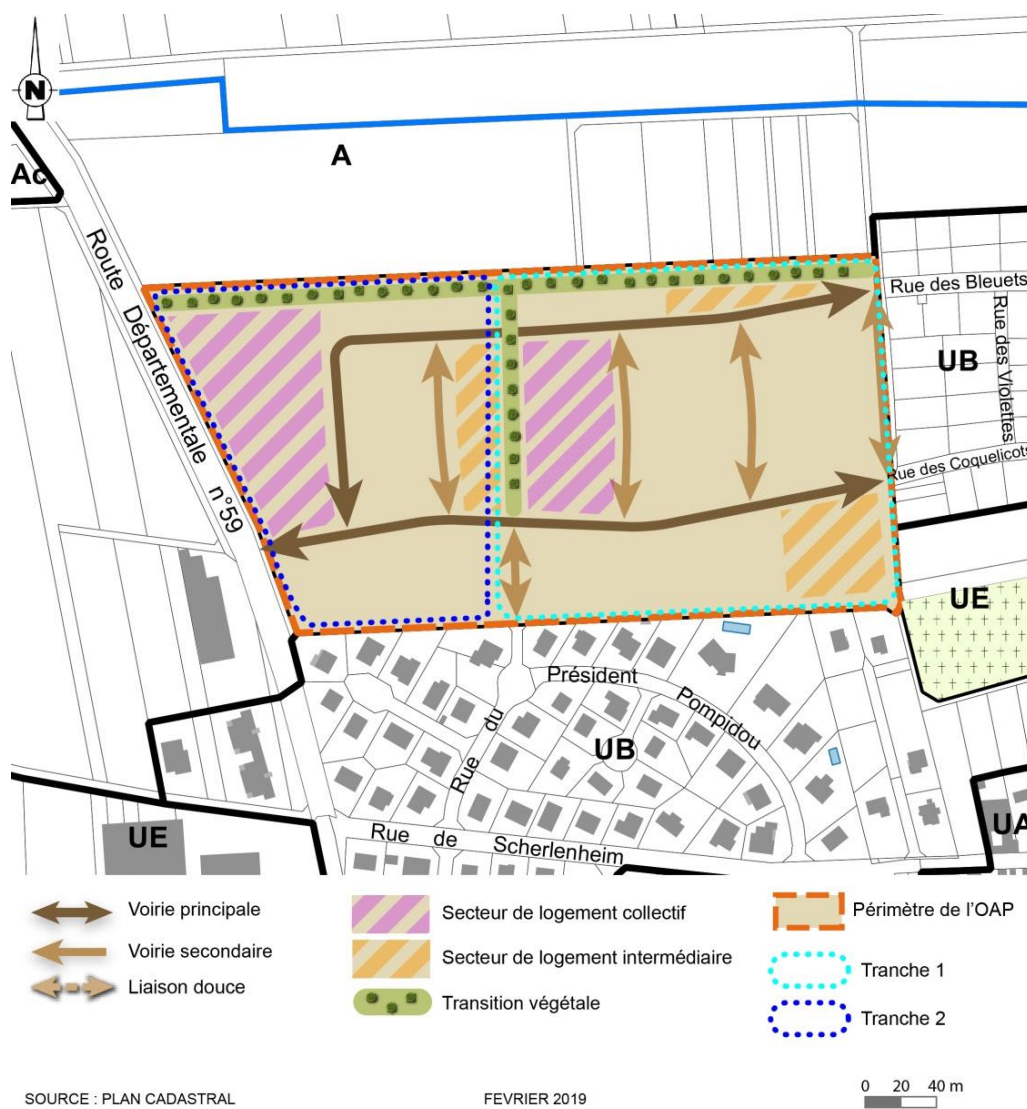 N
A
Ac
Route Départementale n°59
Rue des Bleuets
Rue des Violettes
UB
Rue des Coquelicots
UE
Rue du Président Pompidou
UB
UE
Rue de Scherlenheim
UA
Voirie principale
Voirie secondaire
Liaison douce
Secteur de logement collectif
Secteur de logement intermédiaire
Transition végétale
Périmètre de l'OAP
Tranche 1
Tranche 2
SOURCE : PLAN CADASTRAL
FEVRIER 2019
0 20 40 m